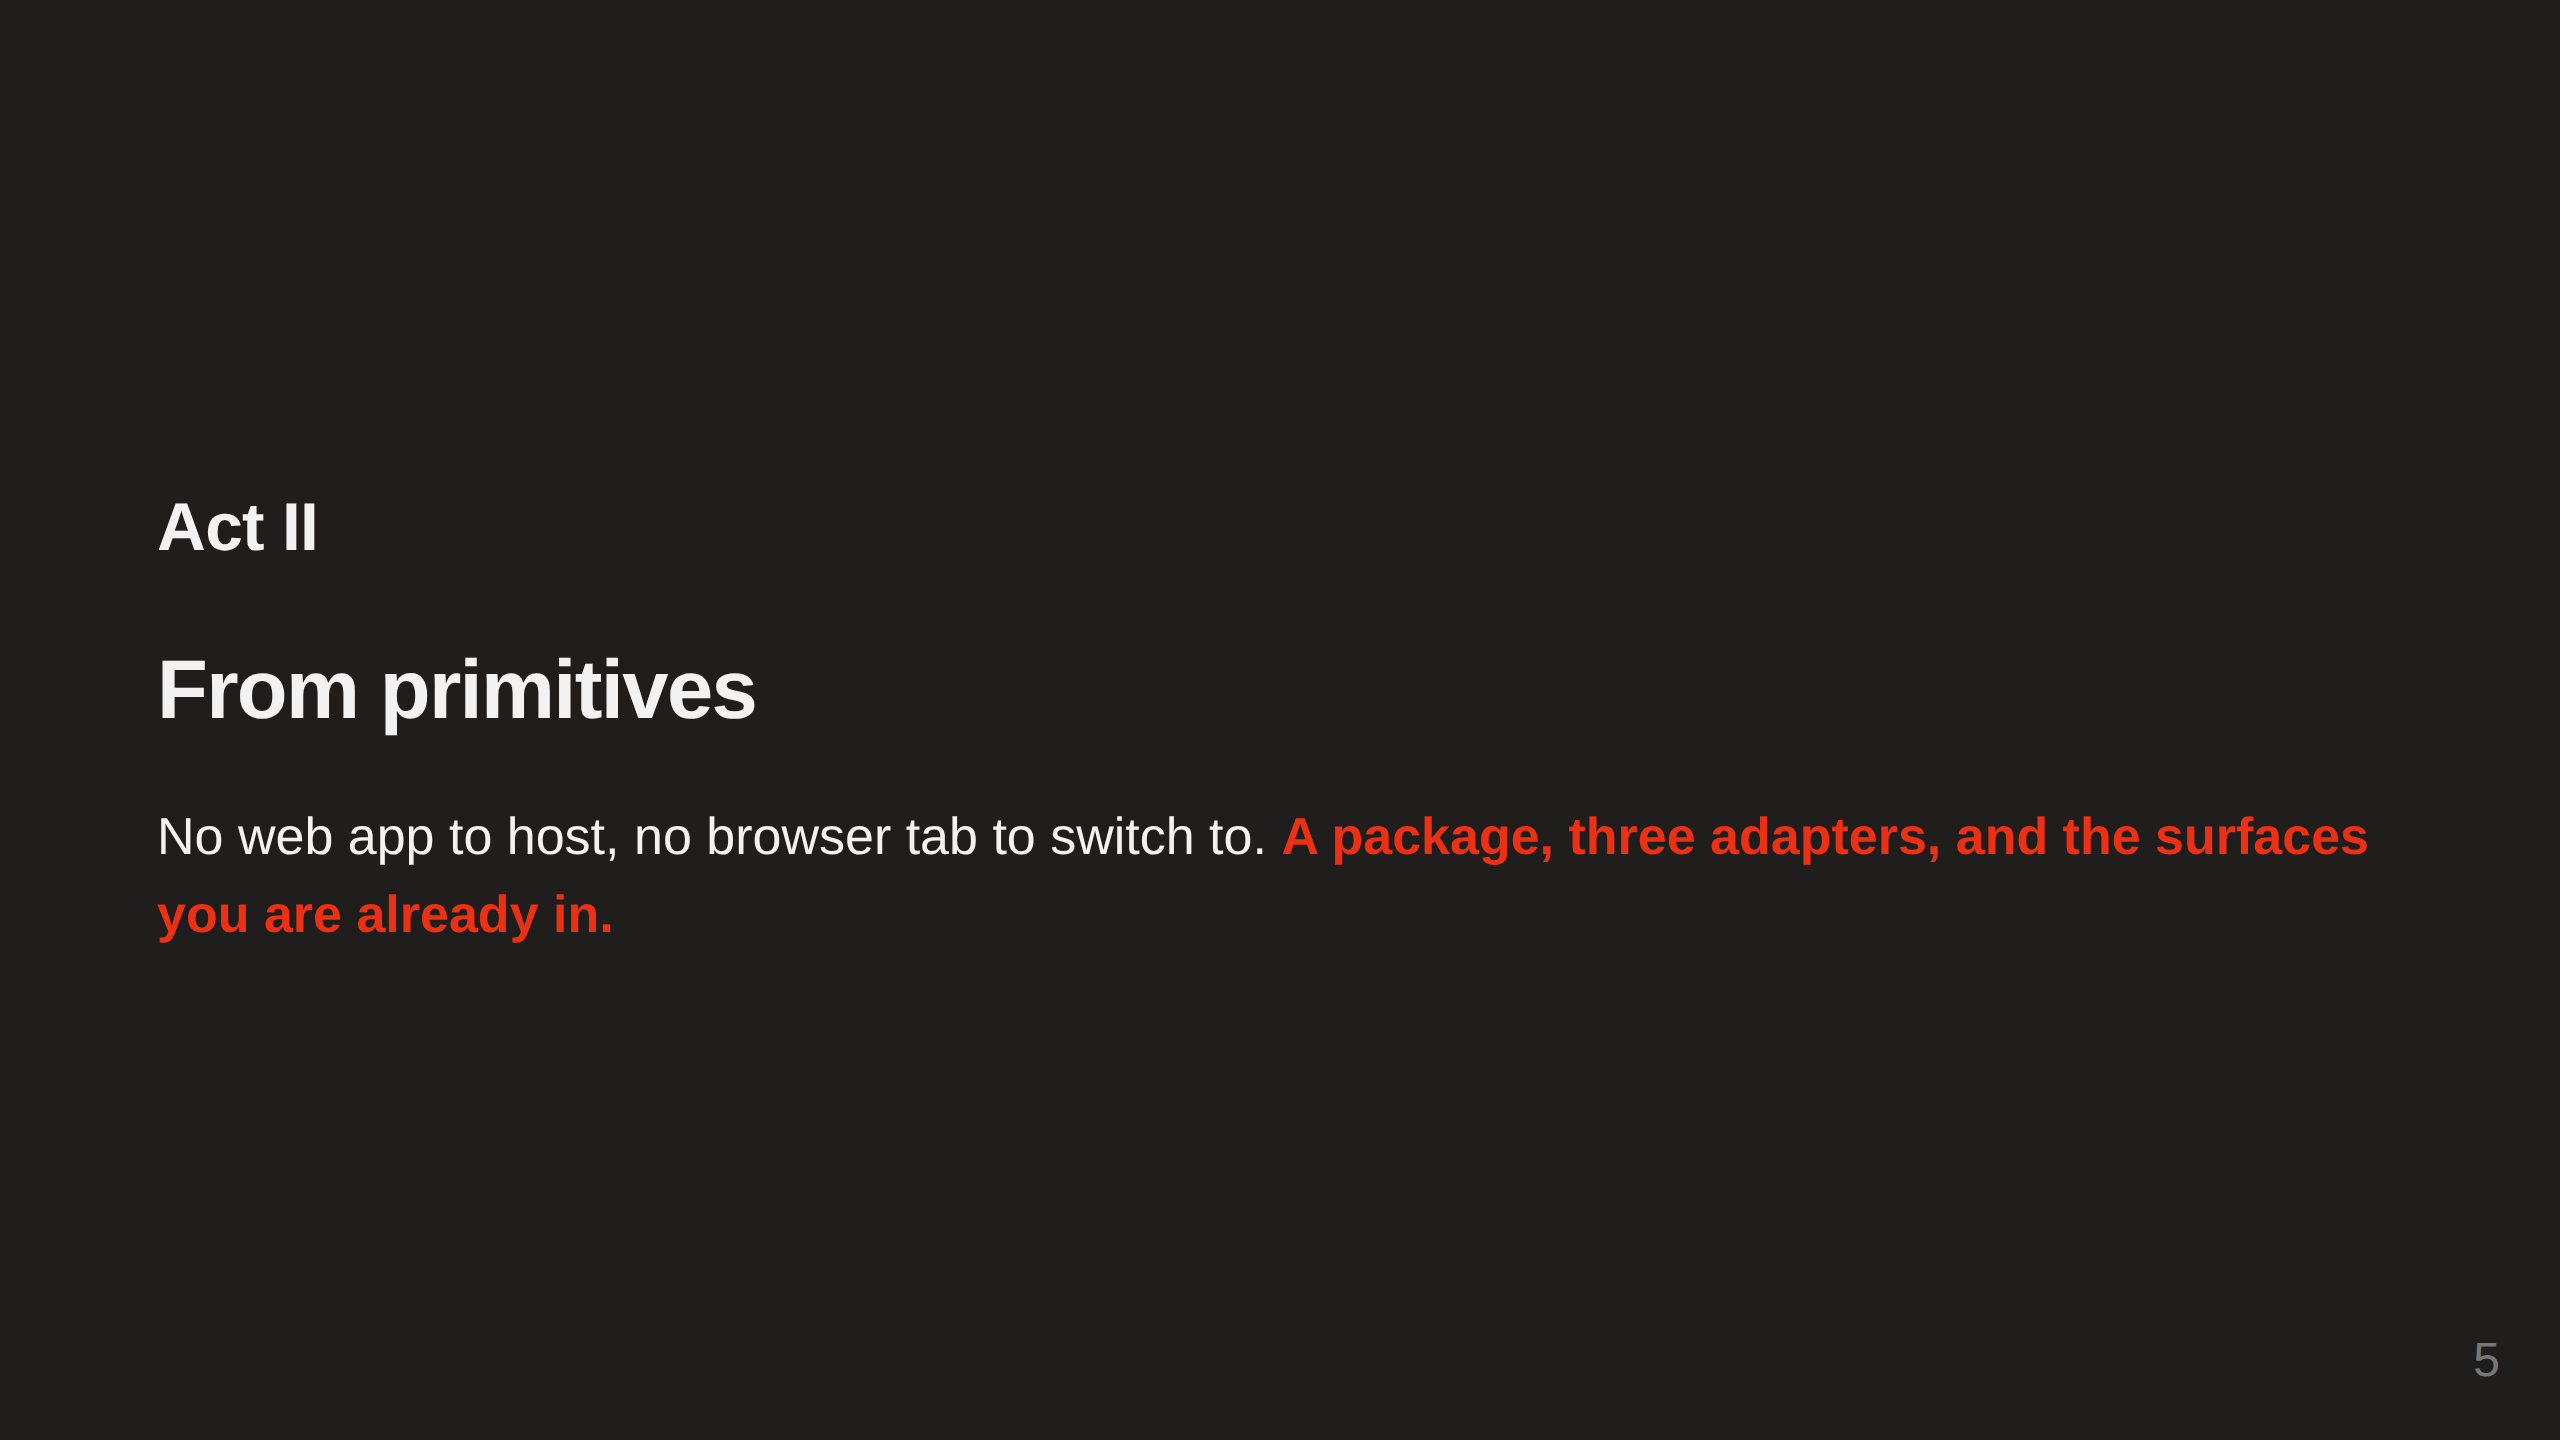 Act II
From primitives
No web app to host, no browser tab to switch to. A package, three adapters, and the surfaces
you are already in.
5